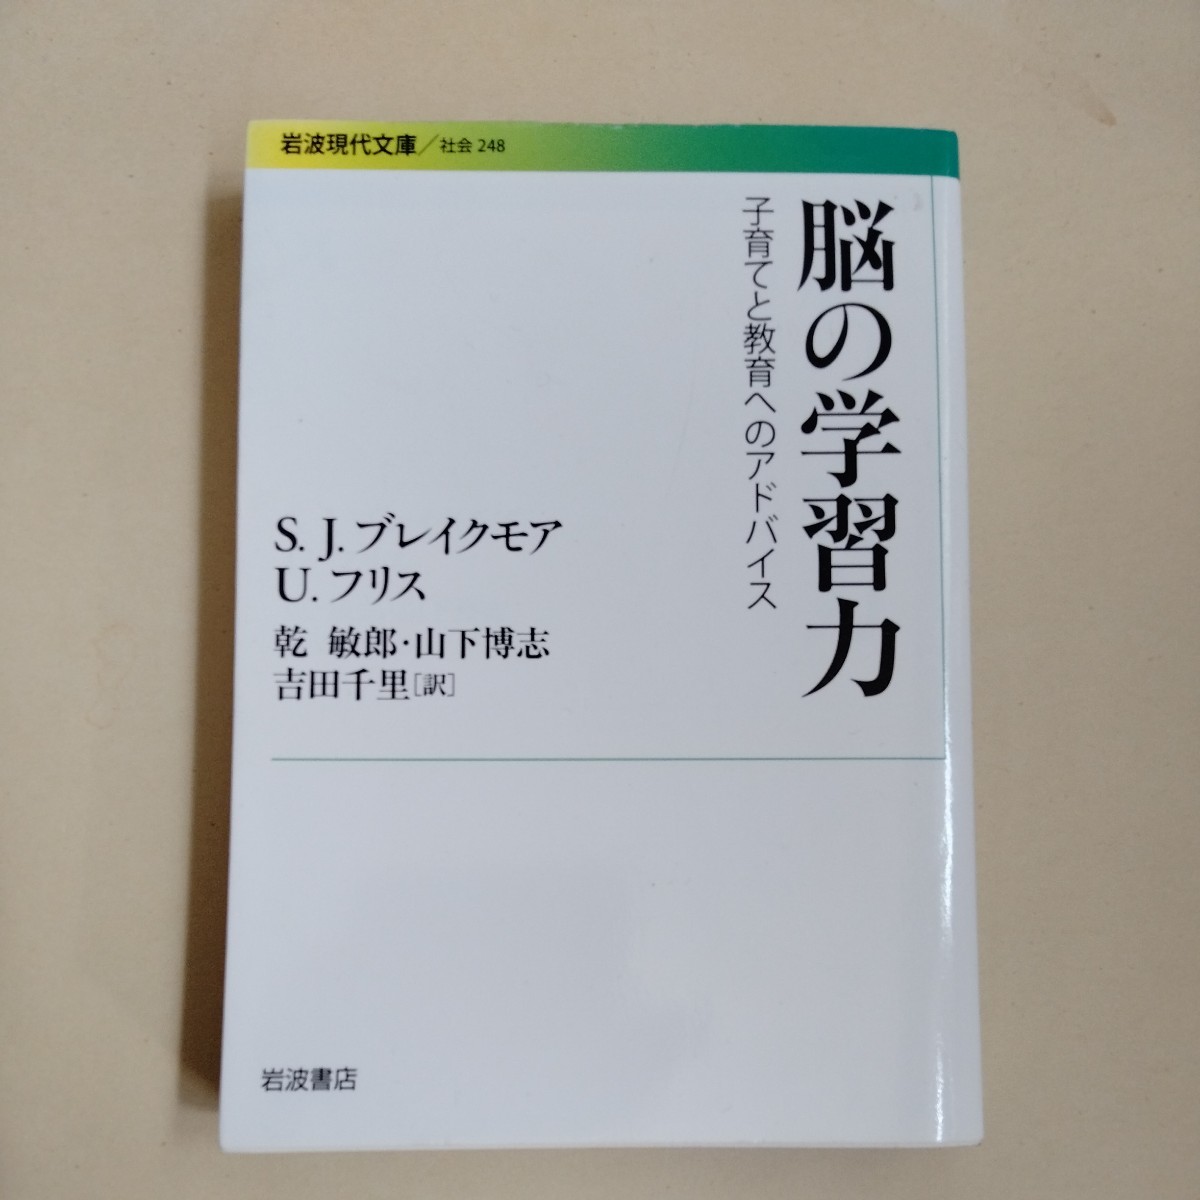 岩波現代文庫／社会 248
脳の学習力
子育てと教育へのアドバイス
S. J. ブレイクモア
U. フリス
乾 敏郎・山下博志
吉田千里[訳]
岩波書店